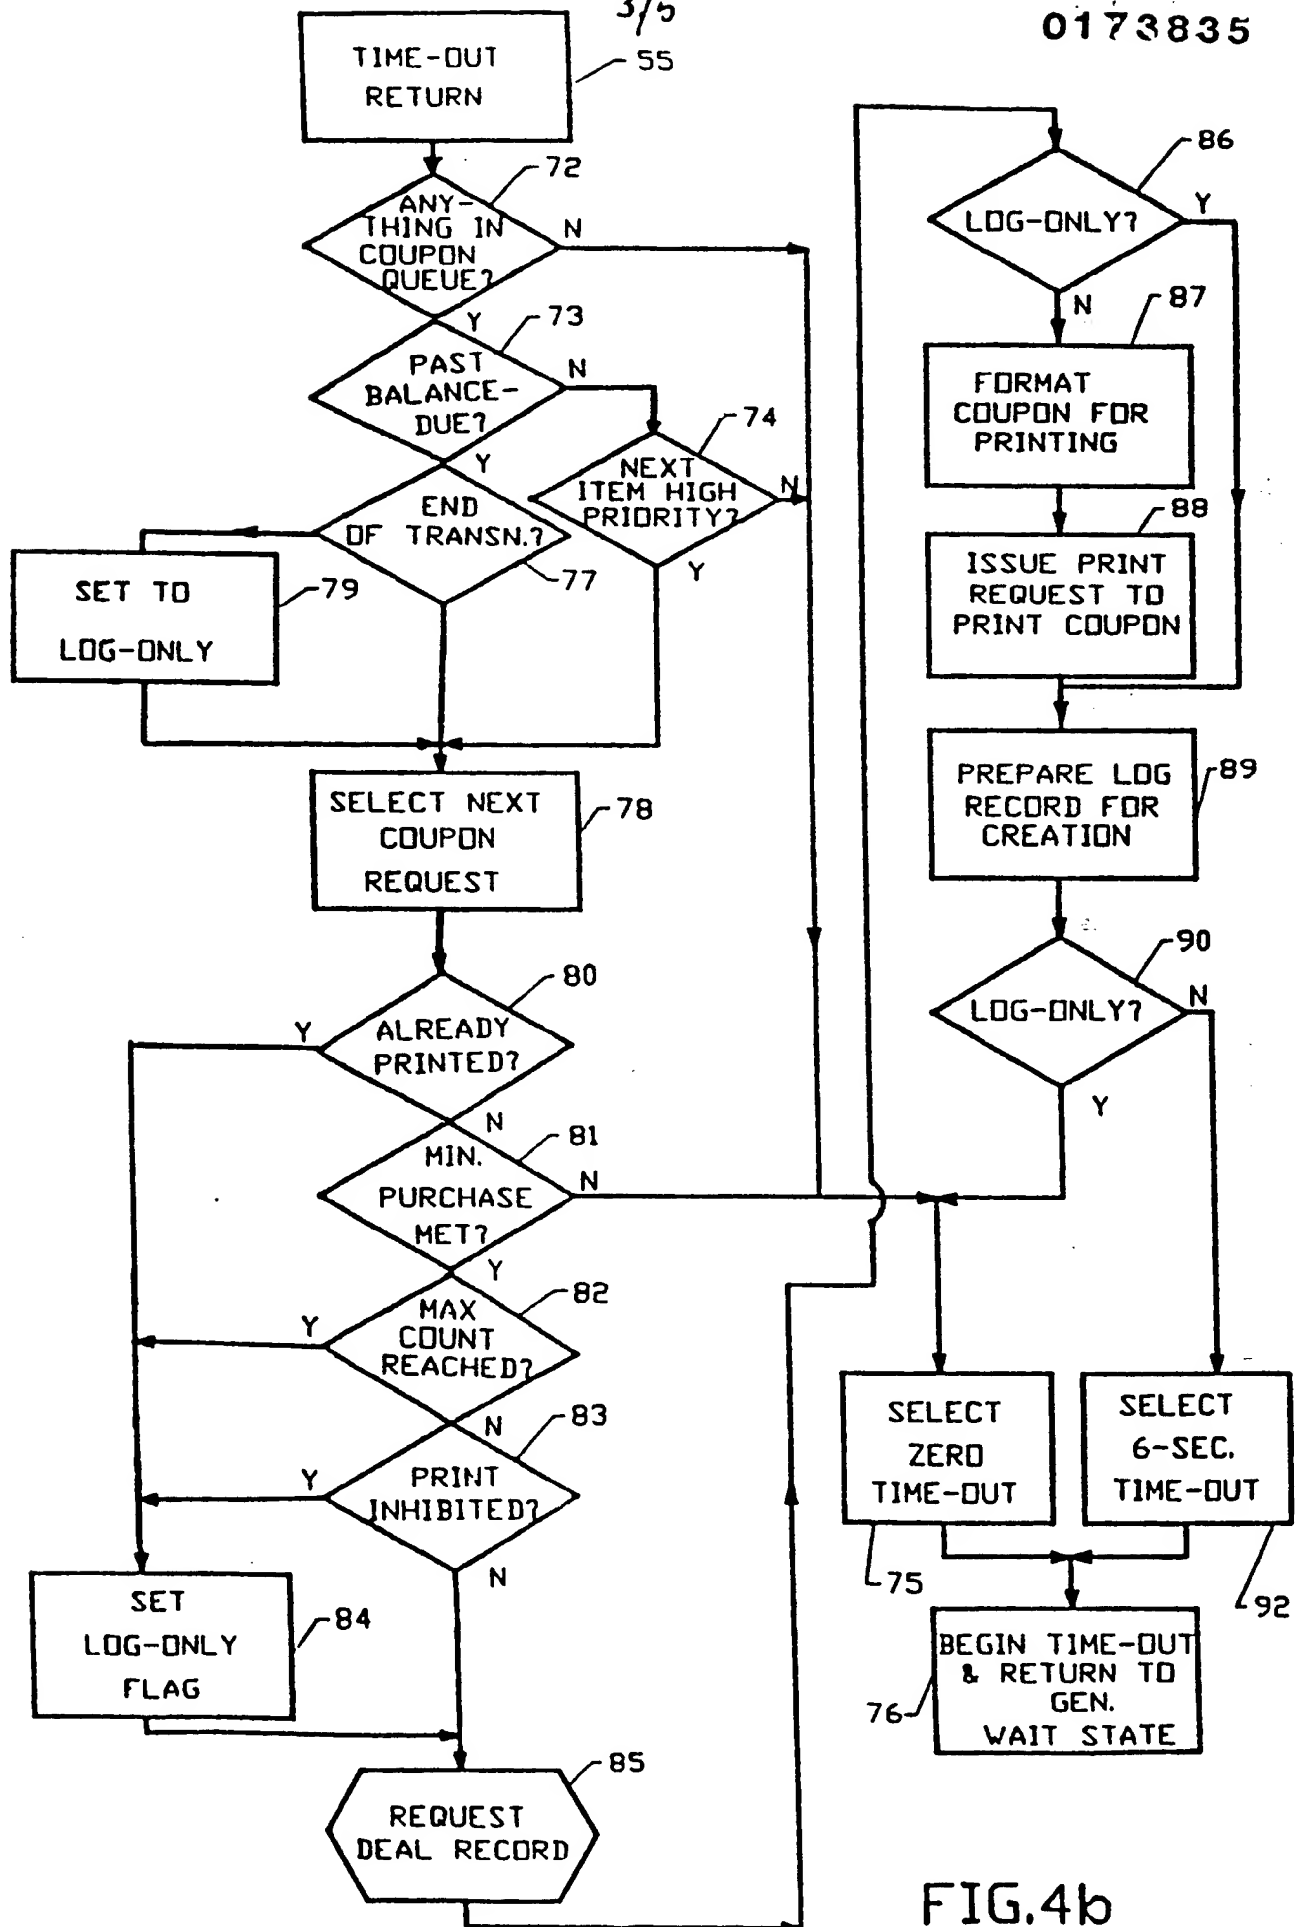 3/5
0173835
TIME-OUT
RETURN
55
72
ANY-
THING IN
COUPON
QUEUE?
N
Y
73
PAST
BALANCE-
DUE?
N
Y
74
NEXT
ITEM HIGH
PRIORITY?
N
Y
END
OF TRANSN.?
77
SET TO
LOG-ONLY
79
SELECT NEXT
COUPON
REQUEST
78
80
ALREADY
PRINTED?
Y
N
81
MIN.
PURCHASE
MET?
N
Y
82
MAX
COUNT
REACHED?
Y
N
83
PRINT
INHIBITED?
Y
N
SET
LOG-ONLY
FLAG
84
85
REQUEST
DEAL RECORD
86
LOG-ONLY?
Y
N
87
FORMAT
COUPON FOR
PRINTING
88
ISSUE PRINT
REQUEST TO
PRINT COUPON
PREPARE LOG
RECORD FOR
CREATION
89
90
LOG-ONLY?
N
Y
SELECT
ZERO
TIME-OUT
75
SELECT
6-SEC.
TIME-OUT
92
BEGIN TIME-OUT
& RETURN TO
GEN.
WAIT STATE
76
FIG.4b